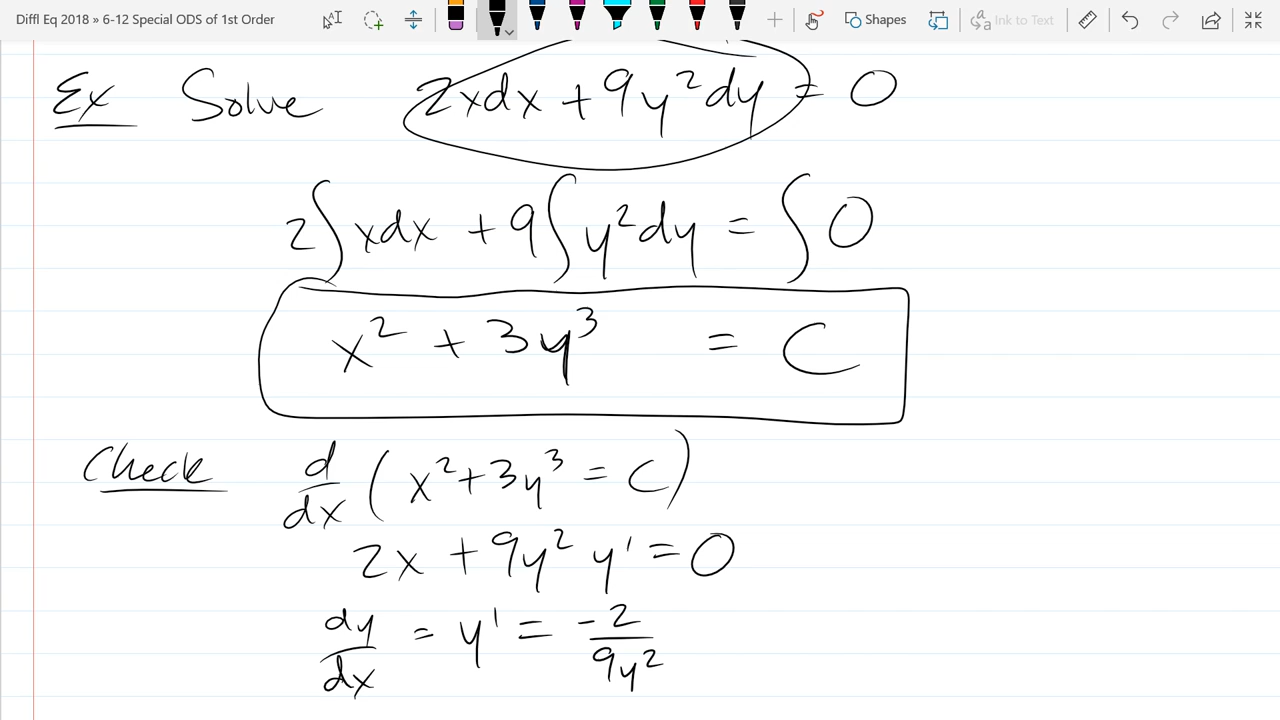 Diffl Eq 2018 » 6-12 Special ODS of 1st Order
Shapes
Ink to Text
Ex Solve 2xdx + 9y²dy = 0
2∫xdx + 9∫y²dy = ∫0
x² + 3y³ = C
Check d/dx (x²+3y³ = C)
2x + 9y² y' = 0
dy/dx = y' = -2/9y²